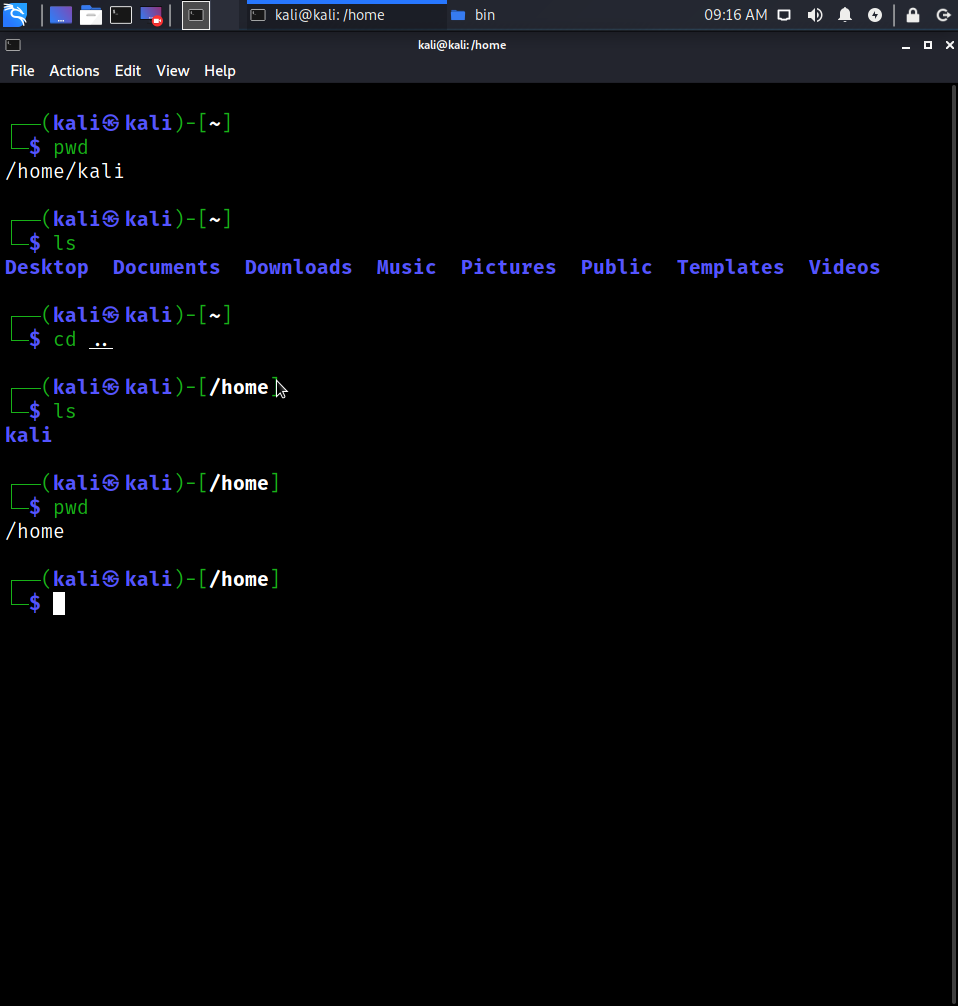 kali@kali: /home bin 09:16 AM
kali@kali: /home
File Actions Edit View Help
┌──(kali㉿kali)-[~]
└─$ pwd
/home/kali
┌──(kali㉿kali)-[~]
└─$ ls
Desktop Documents Downloads Music Pictures Public Templates Videos
┌──(kali㉿kali)-[~]
└─$ cd ..
┌──(kali㉿kali)-[/home]
└─$ ls
kali
┌──(kali㉿kali)-[/home]
└─$ pwd
/home
┌──(kali㉿kali)-[/home]
└─$